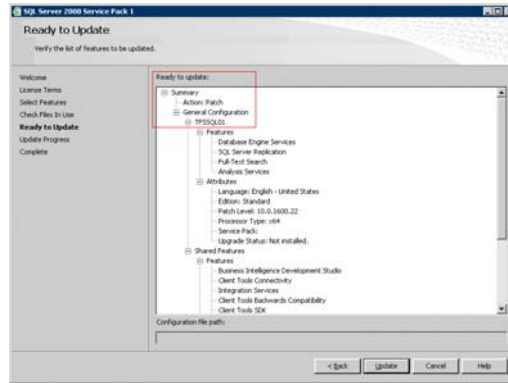 SQL Server 2008 Service Pack 1
Ready to Update
Verify the list of features to be updated.
Welcome
License Terms
Select Features
Check Files In Use
Ready to Update
Update Progress
Complete
Ready to update:
Summary
Action: Patch
General Configuration
TFSSQL01
Features
Database Engine Services
SQL Server Replication
Full-Text Search
Analysis Services
Attributes
Language: English - United States
Edition: Standard
Patch Level: 10.0.1600.22
Processor Type: x64
Service Pack:
Upgrade Status: Not installed.
Shared Features
Features
Business Intelligence Development Studio
Client Tools Connectivity
Integration Services
Client Tools Backwards Compatibility
Client Tools SDK
Configuration file path:
< Back
Update
Cancel
Help